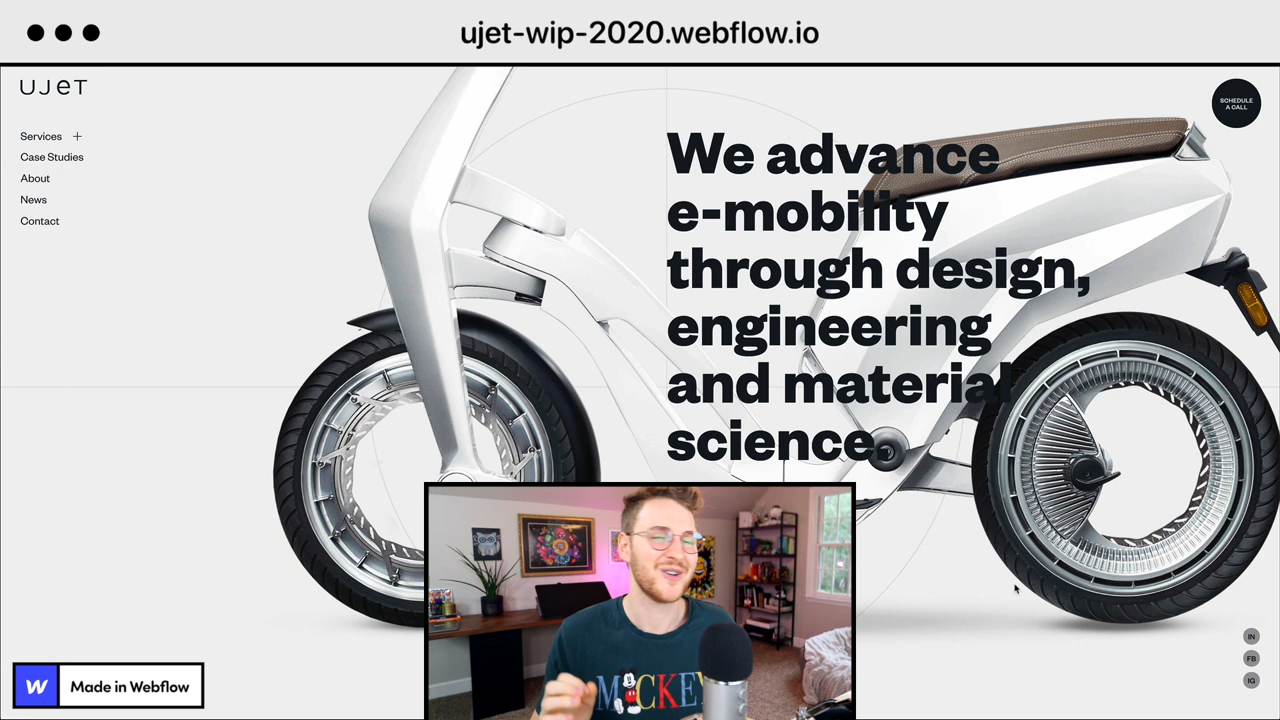 ujet-wip-2020.webflow.io
UJET
SCHEDULE
A CALL
Services +
Case Studies
About
News
Contact
We advance
e-mobility
through design,
engineering
and material
science.
MICKEY
IN
FB
IG
W Made in Webflow